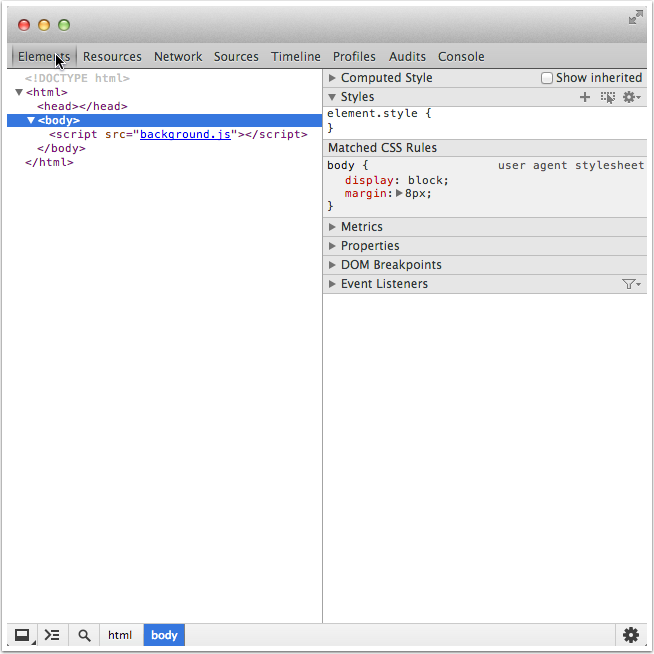 Elements Resources Network Sources Timeline Profiles Audits Console
<!DOCTYPE html>
<html>
<head></head>
<body>
<script src="background.js"></script>
</body>
</html>
Computed Style Show inherited
Styles
element.style {
}
Matched CSS Rules
body { user agent stylesheet
display: block;
margin: 8px;
}
Metrics
Properties
DOM Breakpoints
Event Listeners
html body